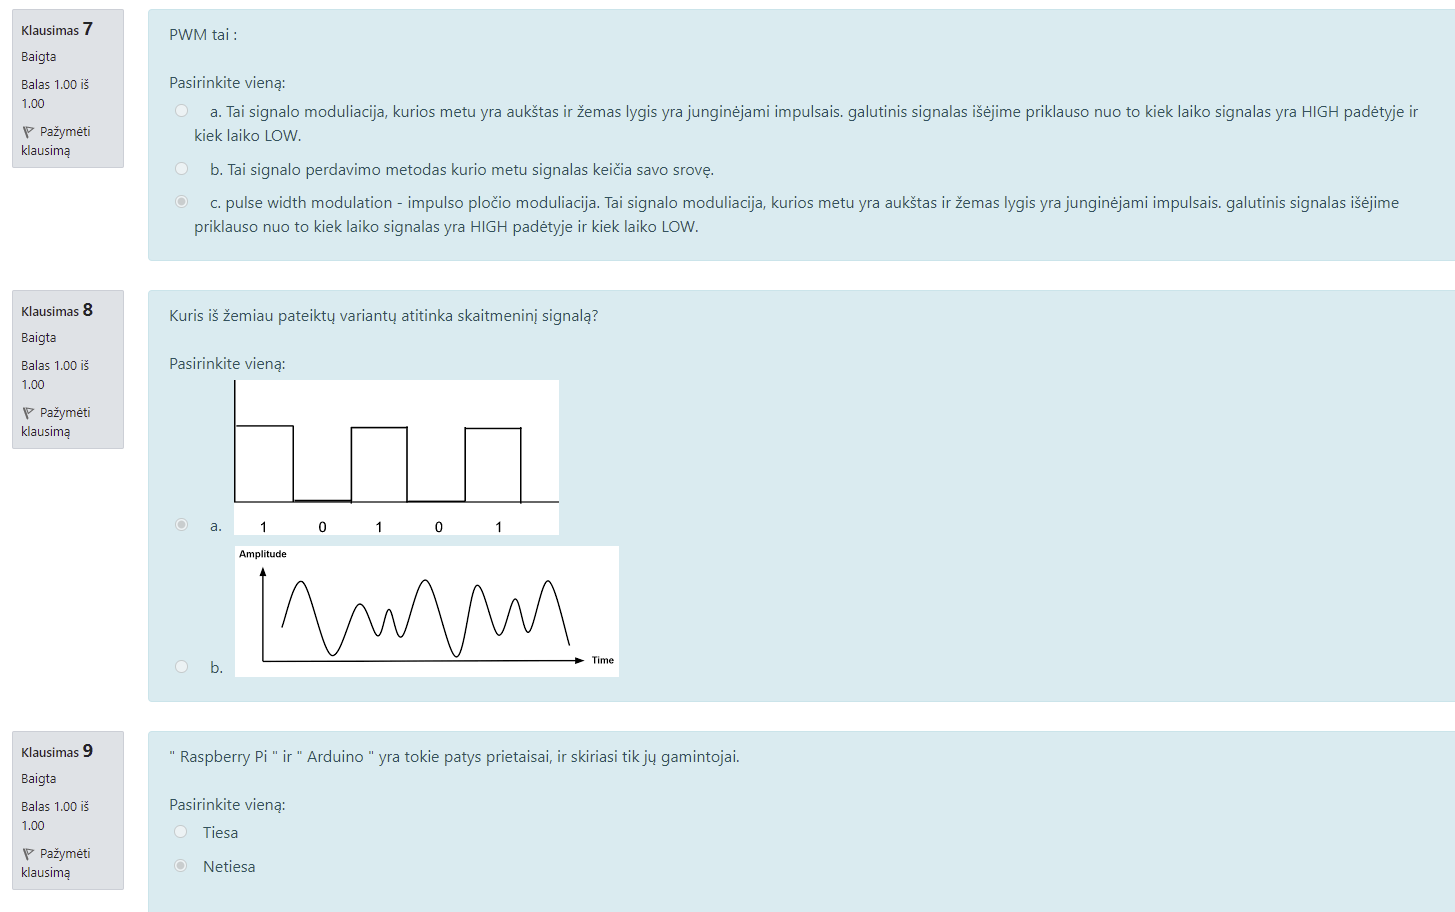 Klausimas 7
Baigta
Balas 1.00 iš
1.00
Pažymėti
klausimą
PWM tai :
Pasirinkite vieną:
a. Tai signalo moduliacija, kurios metu yra aukštas ir žemas lygis yra junginėjami impulsais. galutinis signalas išėjime priklauso nuo to kiek laiko signalas yra HIGH padėtyje ir
kiek laiko LOW.
b. Tai signalo perdavimo metodas kurio metu signalas keičia savo srovę.
c. pulse width modulation - impulso pločio moduliacija. Tai signalo moduliacija, kurios metu yra aukštas ir žemas lygis yra junginėjami impulsais. galutinis signalas išėjime
priklauso nuo to kiek laiko signalas yra HIGH padėtyje ir kiek laiko LOW.
Klausimas 8
Baigta
Balas 1.00 iš
1.00
Pažymėti
klausimą
Kuris iš žemiau pateiktų variantų atitinka skaitmeninį signalą?
Pasirinkite vieną:
a.
1 0 1 0 1
Amplitude
Time
b.
Klausimas 9
Baigta
Balas 1.00 iš
1.00
Pažymėti
klausimą
" Raspberry Pi " ir " Arduino " yra tokie patys prietaisai, ir skiriasi tik jų gamintojai.
Pasirinkite vieną:
Tiesa
Netiesa